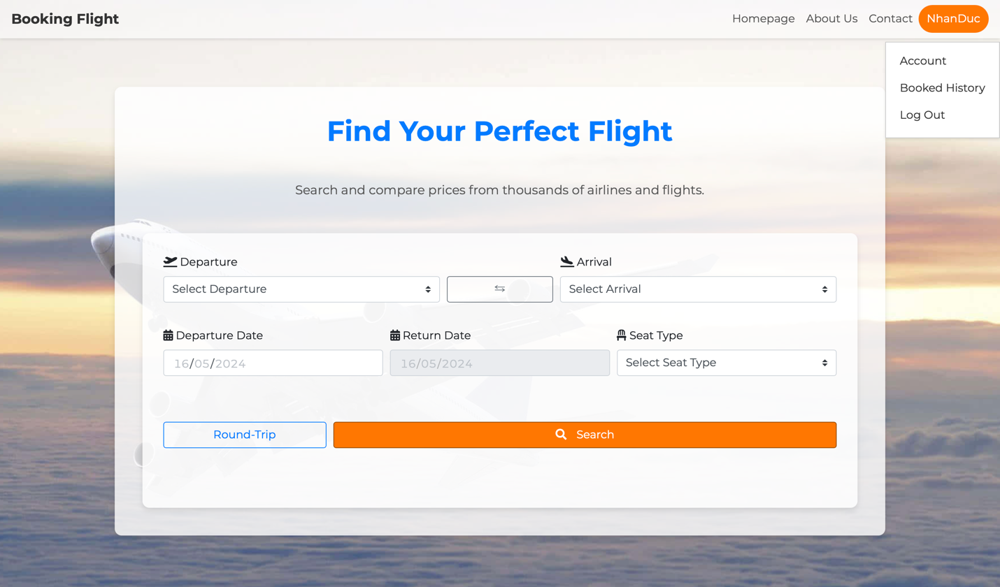 Booking Flight
Homepage About Us Contact NhanDuc
Account
Booked History
Log Out
Find Your Perfect Flight
Search and compare prices from thousands of airlines and flights.
Departure Arrival
Select Departure Select Arrival
Departure Date Return Date Seat Type
16/05/2024 16/05/2024 Select Seat Type
Round-Trip Search